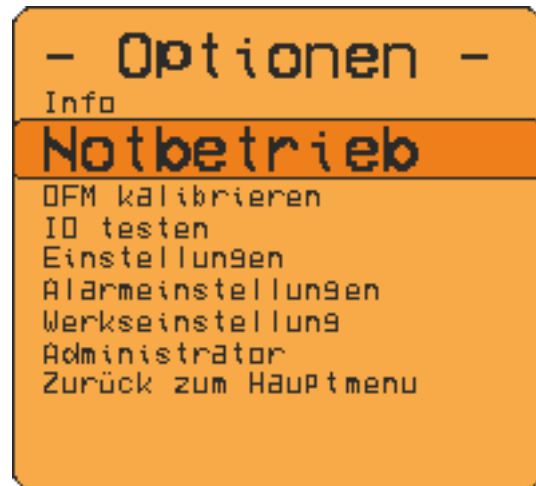 - Optionen -
Info
Notbetrieb
OFM kalibrieren
IO testen
Einstellungen
Alarmeinstellungen
Werkseinstellung
Administrator
Zurück zum Hauptmenu